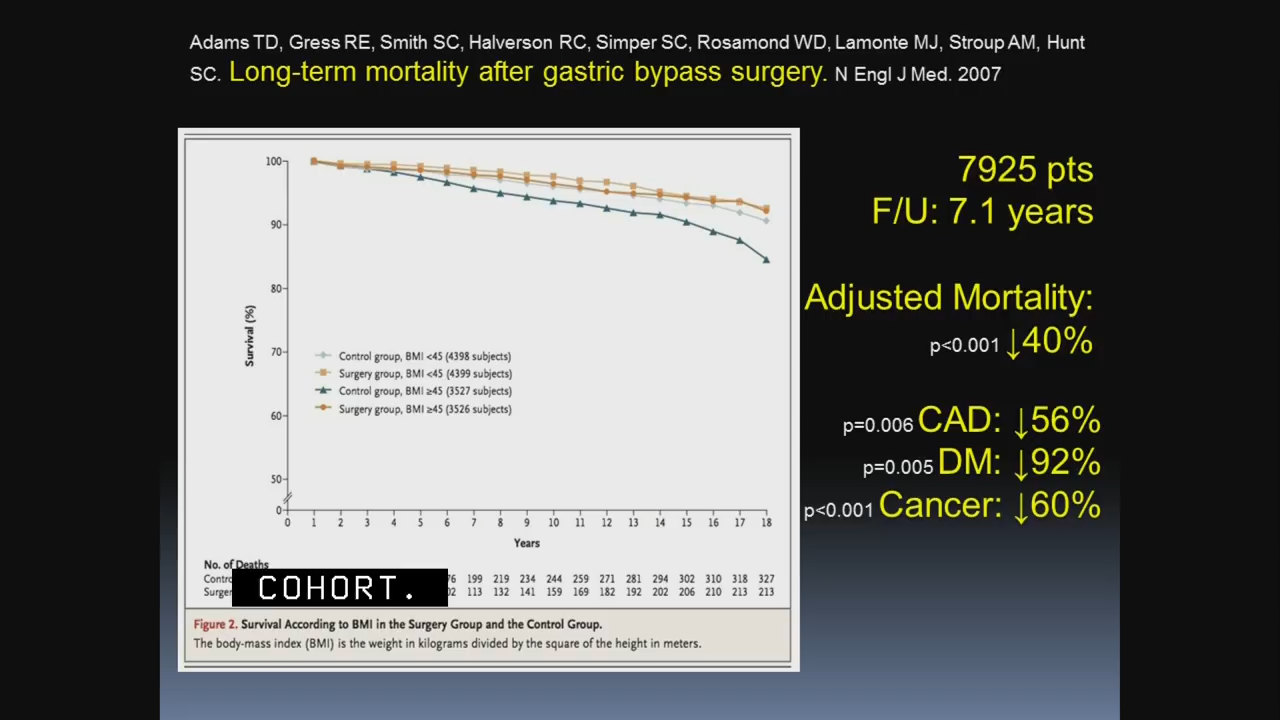 Adams TD, Gress RE, Smith SC, Halverson RC, Simper SC, Rosamond WD, Lamonte MJ, Stroup AM, Hunt
SC. Long-term mortality after gastric bypass surgery. N Engl J Med. 2007
7925 pts
F/U: 7.1 years
Adjusted Mortality:
p<0.001 ↓40%
p=0.006 CAD: ↓56%
p=0.005 DM: ↓92%
p<0.001 Cancer: ↓60%
100
90
80
70
60
50
0
Survival (%)
Control group, BMI <45 (4398 subjects)
Surgery group, BMI <45 (4399 subjects)
Control group, BMI ≥45 (3527 subjects)
Surgery group, BMI ≥45 (3526 subjects)
0 1 2 3 4 5 6 7 8 9 10 11 12 13 14 15 16 17 18
Years
No. of Deaths
199 219 234 244 259 271 281 294 302 310 318 327
113 132 141 159 169 182 192 202 206 210 213 213
COHORT.
Figure 2. Survival According to BMI in the Surgery Group and the Control Group.
The body-mass index (BMI) is the weight in kilograms divided by the square of the height in meters.